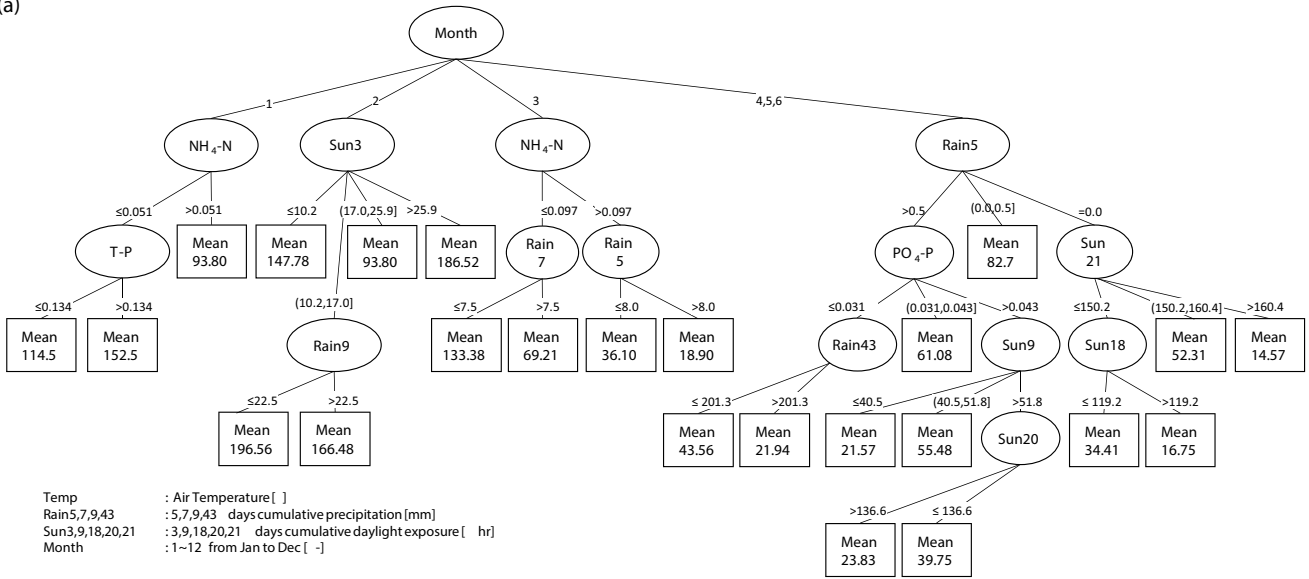 (a)
Month
1
2
3
4,5,6
NH4-N
Sun3
NH4-N
Rain5
≤0.051
>0.051
≤10.2
(17.0,25.9]
>25.9
≤0.097
>0.097
>0.5
(0.0,0.5]
=0.0
T-P
Mean
93.80
Mean
147.78
Mean
93.80
Mean
186.52
Rain
7
Rain
5
PO4-P
Mean
82.7
Sun
21
≤0.134
>0.134
(10.2,17.0]
≤7.5
>7.5
≤8.0
>8.0
≤0.031
(0.031,0.043]
>0.043
≤150.2
(150.2,160.4]
>160.4
Mean
114.5
Mean
152.5
Rain9
Mean
133.38
Mean
69.21
Mean
36.10
Mean
18.90
Rain43
Mean
61.08
Sun9
Sun18
Mean
52.31
Mean
14.57
≤22.5
>22.5
≤ 201.3
>201.3
≤40.5
(40.5,51.8]
>51.8
≤ 119.2
>119.2
Mean
196.56
Mean
166.48
Mean
43.56
Mean
21.94
Mean
21.57
Mean
55.48
Sun20
Mean
34.41
Mean
16.75
>136.6
≤ 136.6
Mean
23.83
Mean
39.75
Temp : Air Temperature [ ]
Rain5,7,9,43 : 5,7,9,43 days cumulative precipitation [mm]
Sun3,9,18,20,21 : 3,9,18,20,21 days cumulative daylight exposure [ hr]
Month : 1~12 from Jan to Dec [ -]